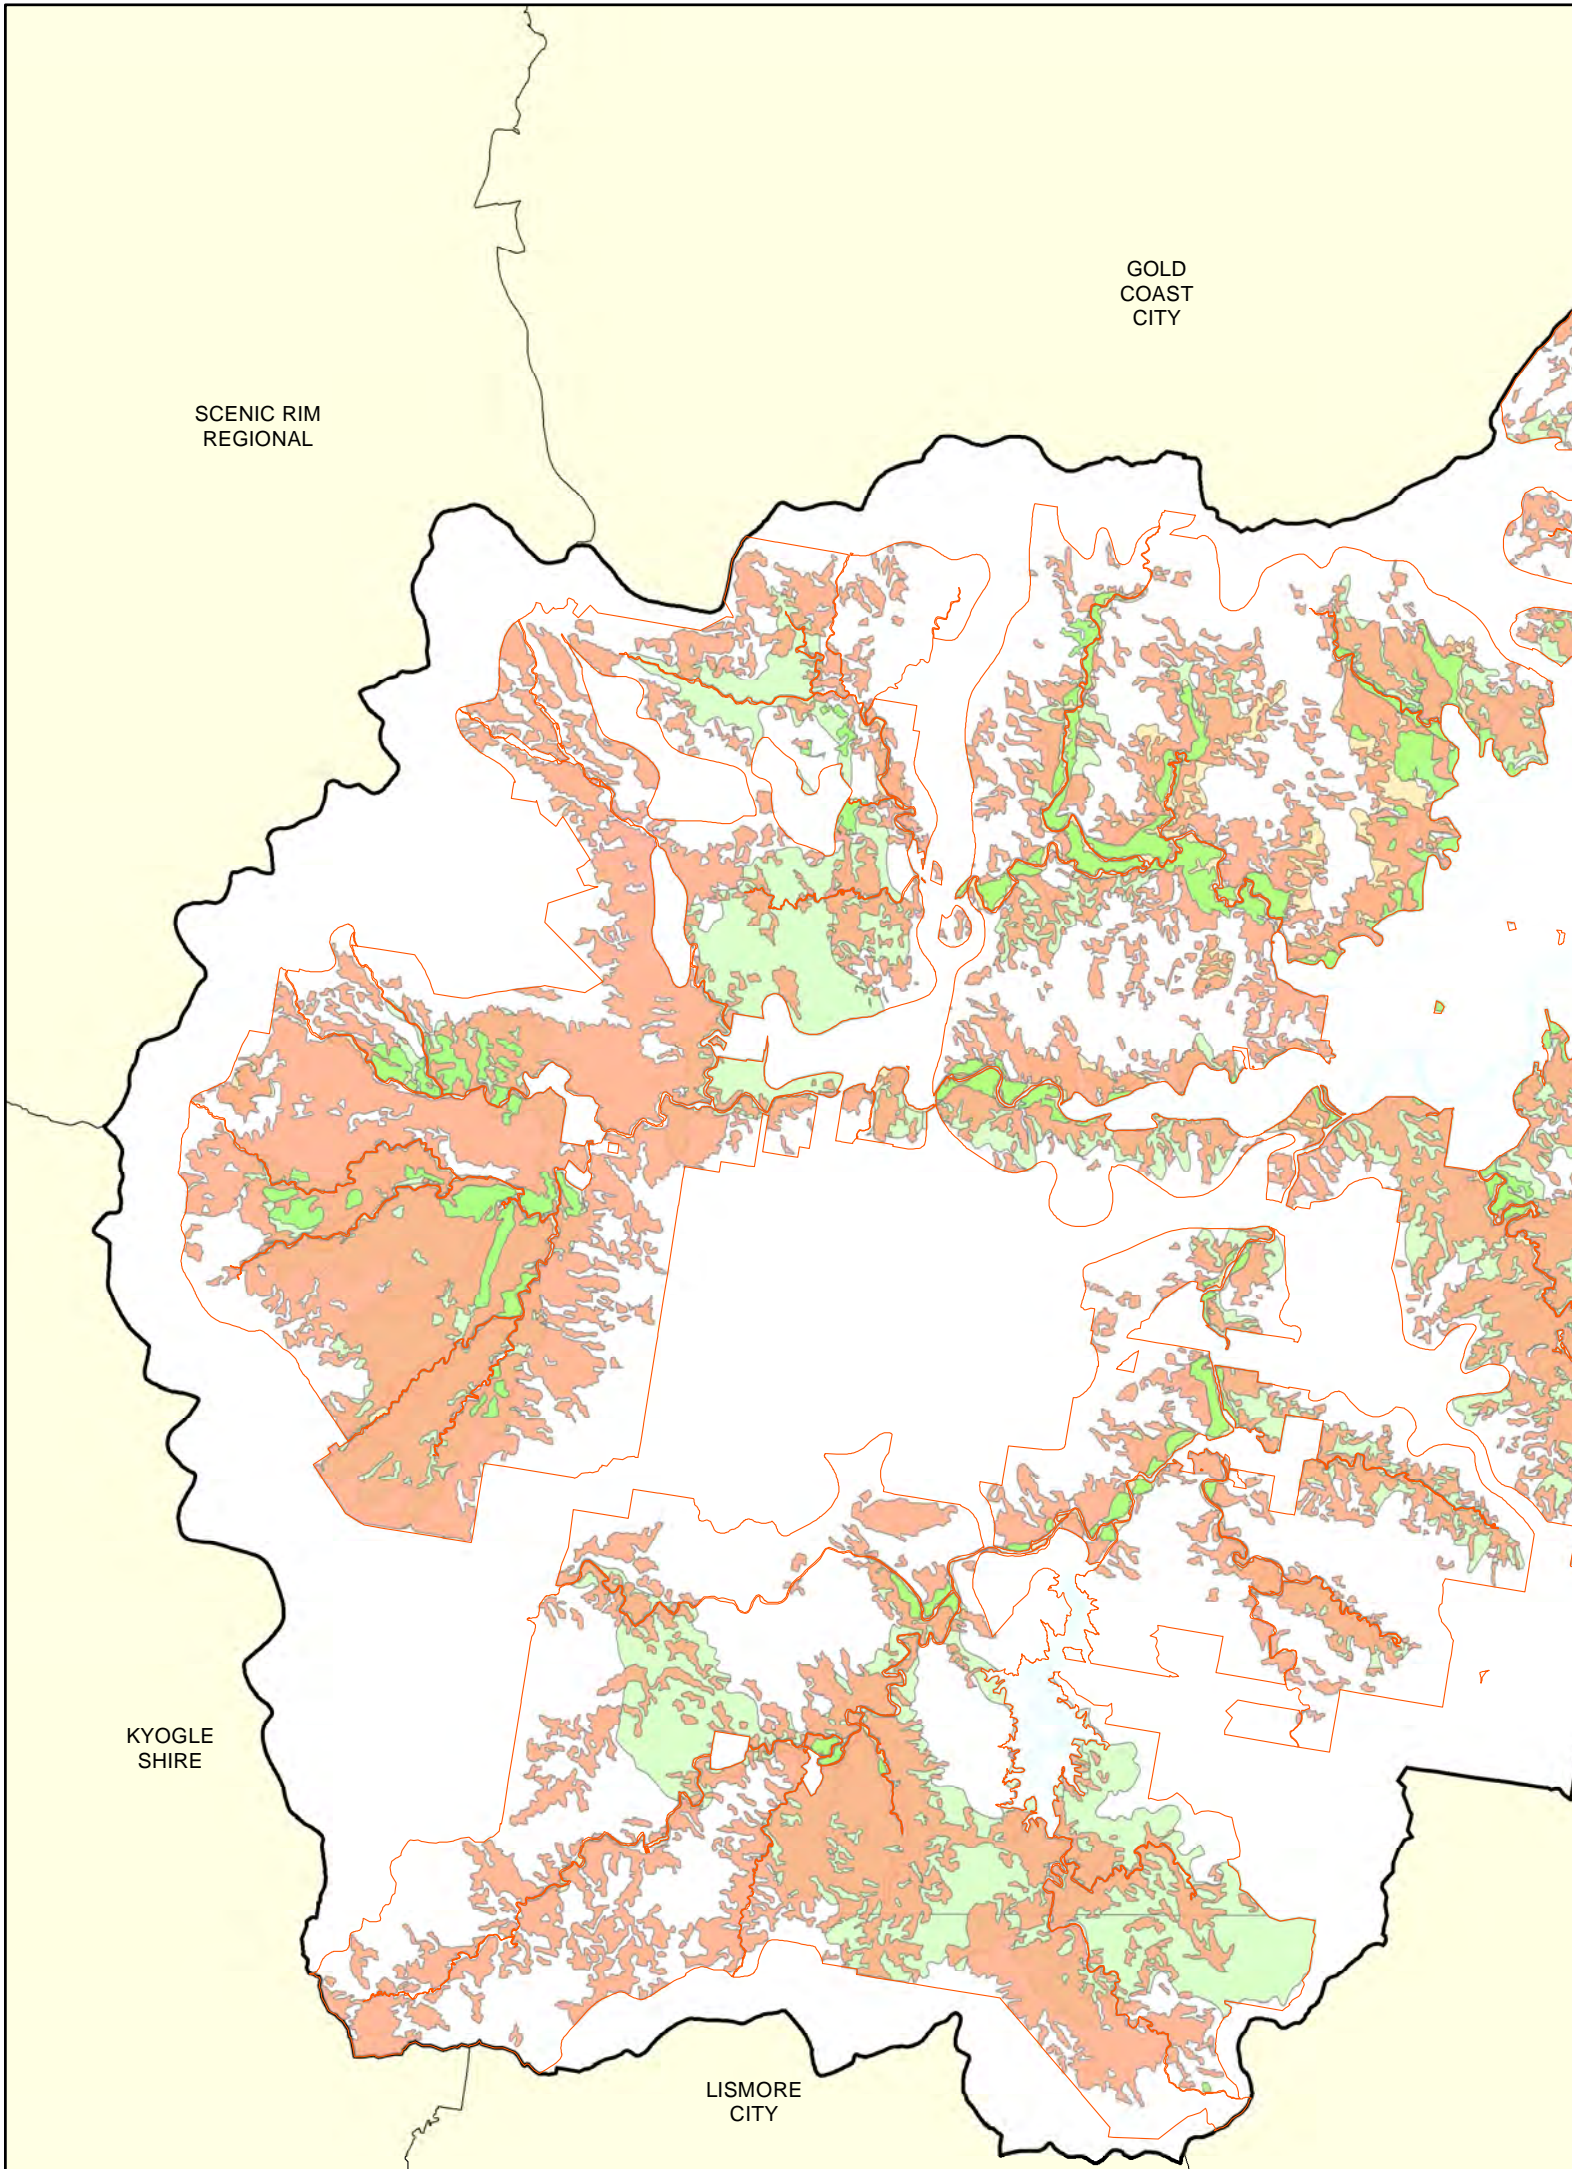 GOLD
COAST
CITY
SCENIC RIM
REGIONAL
KYOGLE
SHIRE
LISMORE
CITY